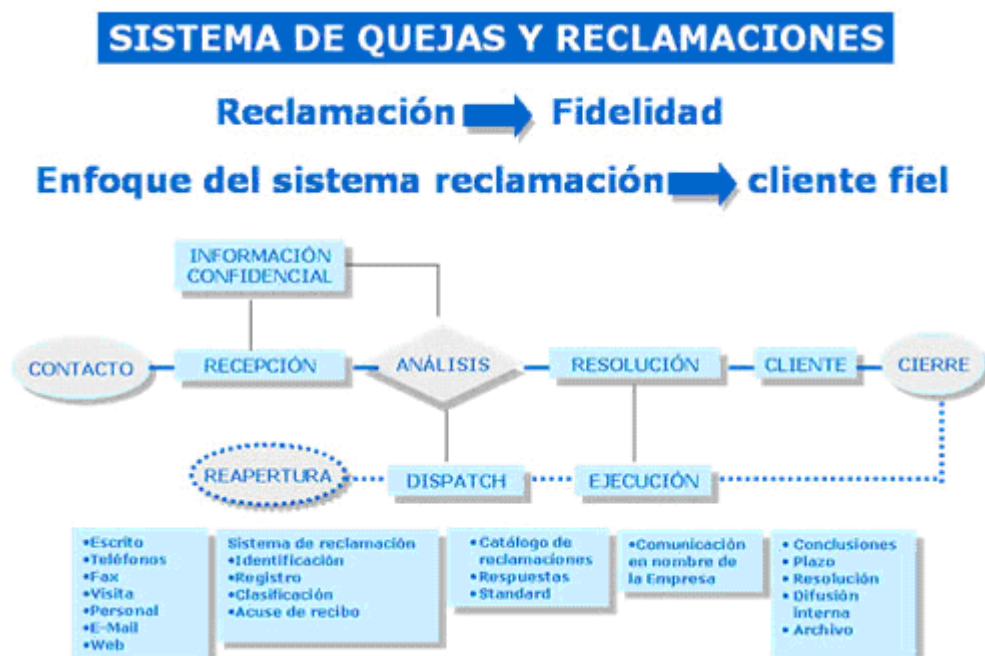 SISTEMA DE QUEJAS Y RECLAMACIONES
Reclamación Fidelidad
Enfoque del sistema reclamación cliente fiel
INFORMACIÓN
CONFIDENCIAL
CONTACTO
RECEPCIÓN
ANÁLISIS
RESOLUCIÓN
CLIENTE
CIERRE
REAPERTURA
DISPATCH
EJECUCIÓN
•Escrito
•Teléfonos
•Fax
•Visita
•Personal
•E-Mail
•Web
Sistema de reclamación
•Identificación
•Registro
•Clasificación
•Acuse de recibo
•Catálogo de
reclamaciones
•Respuestas
•Standard
•Comunicación
en nombre de
la Empresa
• Conclusiones
• Plazo
• Resolución
• Difusión
interna
• Archivo